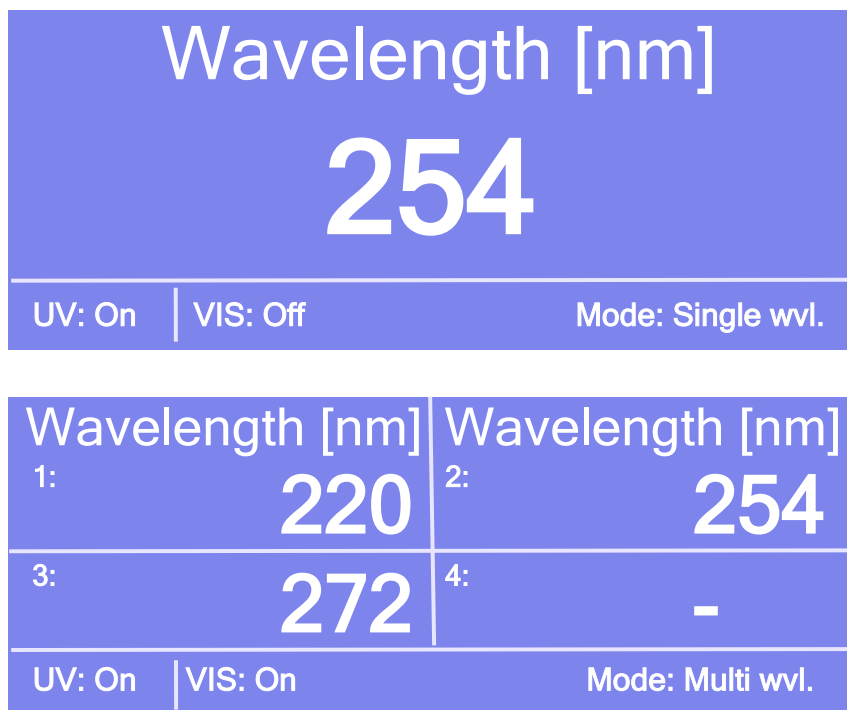 Wavelength [nm]
254
UV: On VIS: Off Mode: Single wvl.
Wavelength [nm] Wavelength [nm]
1: 220 2: 254
3: 272 4: -
UV: On VIS: On Mode: Multi wvl.